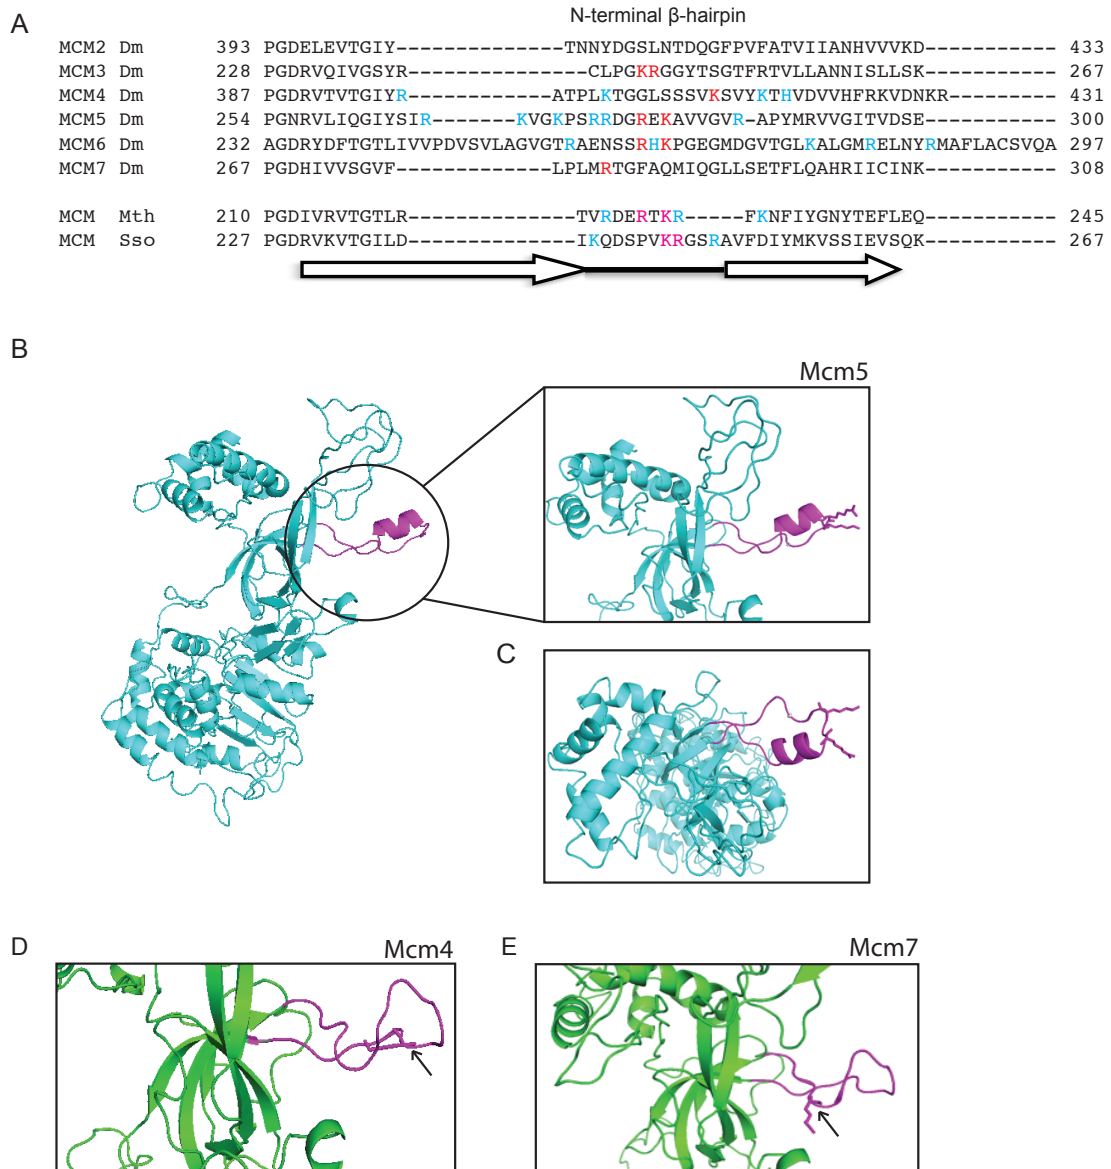 A
N-terminal β-hairpin
MCM2 Dm 393 PGDELEVTGIY--------------TNNYDGSLNTDQGFPVFATVIIANHVVVKD----------- 433
MCM3 Dm 228 PGDRVQIVGSYR---------------CLPGKRGGYTSGTFRTVLLANNISLLSK----------- 267
MCM4 Dm 387 PGDRVTVTGIYR------------ATPLKTGGLSSSVKSVYKTHVDVVHFRKVDNKR--------- 431
MCM5 Dm 254 PGNRVLIQGIYSIR-------KVGKPSRRDGREKAVVGVR-APYMRVVGITVDSE----------- 300
MCM6 Dm 232 AGDRYDFTGTLIVVPDVSVLAGVGTRAENSSRHKPGEGMDGVTGLKALGMRELNYRMAFLACSVQA 297
MCM7 Dm 267 PGDHIVVSGVF-------------LPLMRTGFAQMIQGLLSETFLQAHRIICINK----------- 308
MCM Mth 210 PGDIVRVTGTLR--------------TVRDERTKR-----FKNFIYGNYTEFLEQ----------- 245
MCM Sso 227 PGDRVKVTGILD--------------IKQDSPVKRGSRAVFDIYMKVSSIEVSQK----------- 267
B
Mcm5
C
D
Mcm4
E
Mcm7